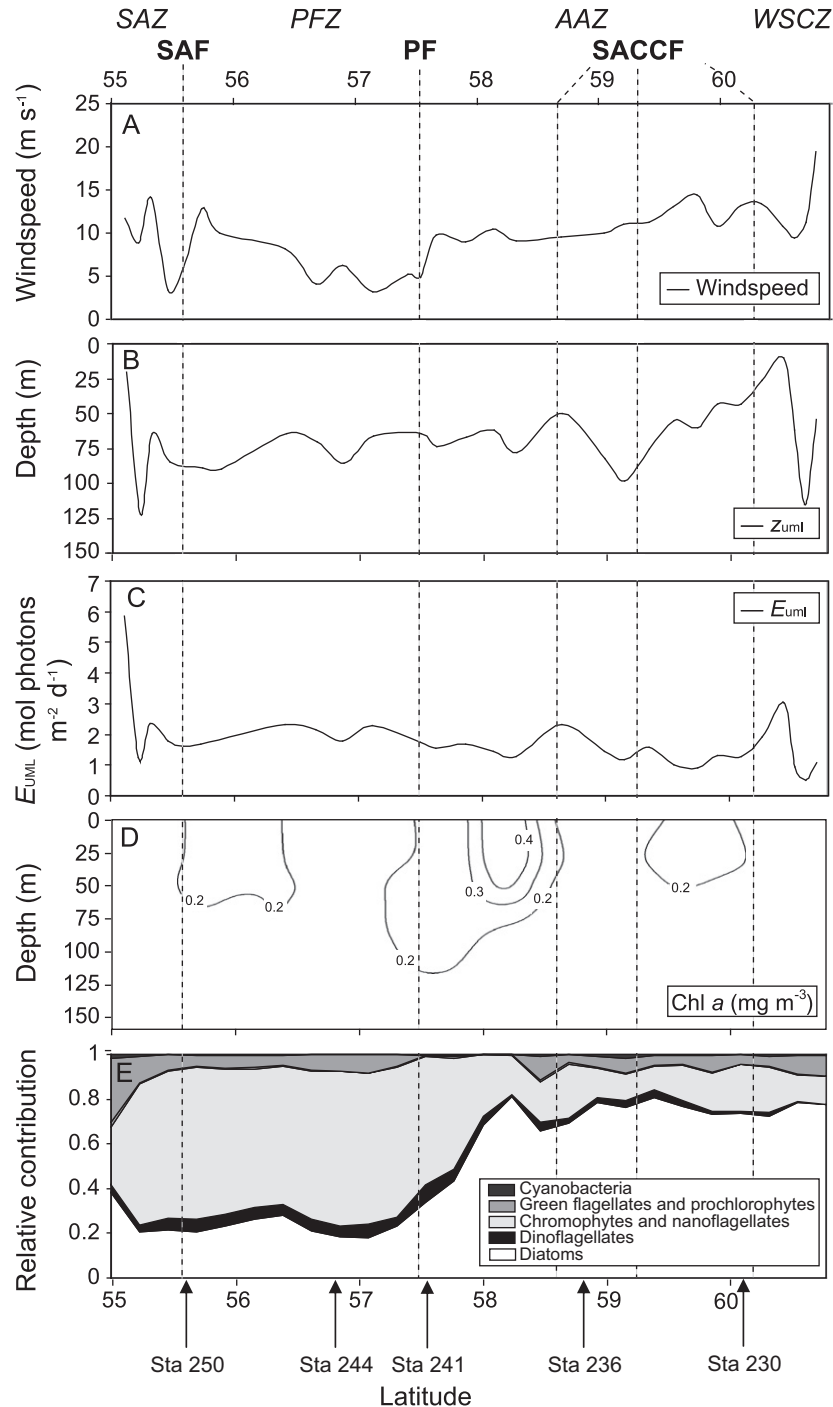 SAZ PFZ AAZ WSCZ
SAF PF SACCF
55 56 57 58 59 60
A
Windspeed (m s-1)
25
20
15
10
5
0
Windspeed
B
Depth (m)
0
25
50
75
100
125
150
zuml
C
EUML (mol photons
m-2 d-1)
7
6
5
4
3
2
1
0
Euml
D
Depth (m)
0
25
50
75
100
125
150
0.2
0.2
0.2
0.3
0.4
0.2
0.2
Chl a (mg m-3)
E
Relative contribution
1
0.8
0.6
0.4
0.2
0
Cyanobacteria
Green flagellates and prochlorophytes
Chromophytes and nanoflagellates
Dinoflagellates
Diatoms
55 56 57 58 59 60
Sta 250 Sta 244 Sta 241 Sta 236 Sta 230
Latitude